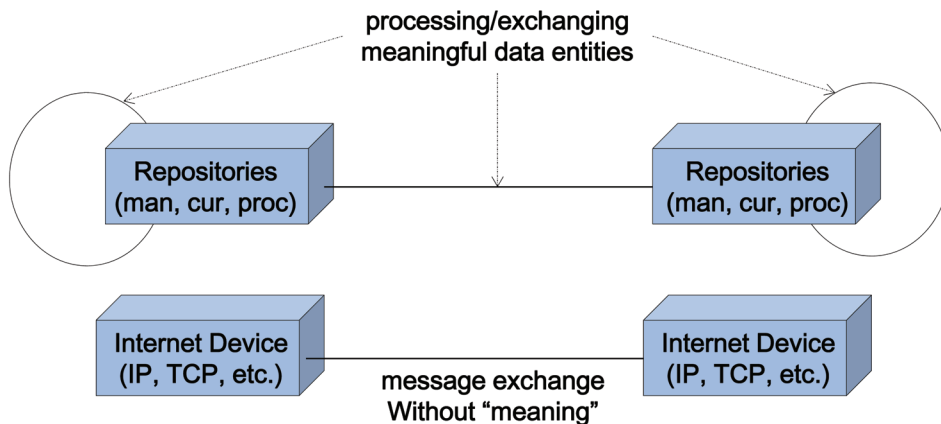 processing/exchanging
meaningful data entities
Repositories
(man, cur, proc)
Repositories
(man, cur, proc)
Internet Device
(IP, TCP, etc.)
Internet Device
(IP, TCP, etc.)
message exchange
Without “meaning”